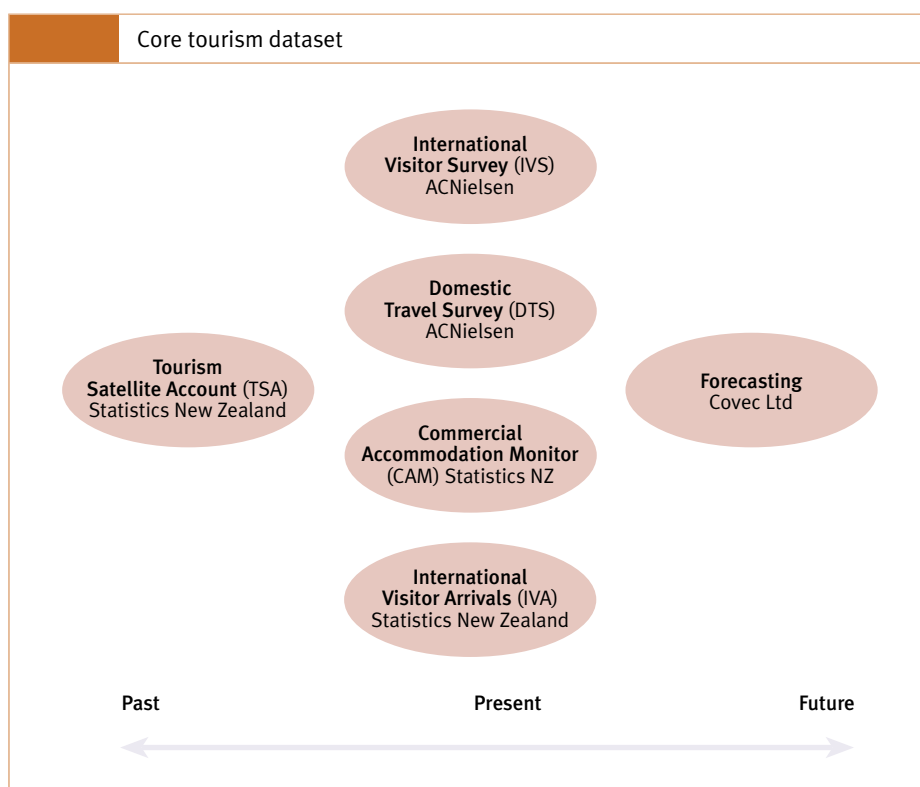 Core tourism dataset
International
Visitor Survey (IVS)
ACNielsen
Domestic
Travel Survey (DTS)
ACNielsen
Tourism
Satellite Account (TSA)
Statistics New Zealand
Forecasting
Covec Ltd
Commercial
Accommodation Monitor
(CAM) Statistics NZ
International
Visitor Arrivals (IVA)
Statistics New Zealand
Past
Present
Future